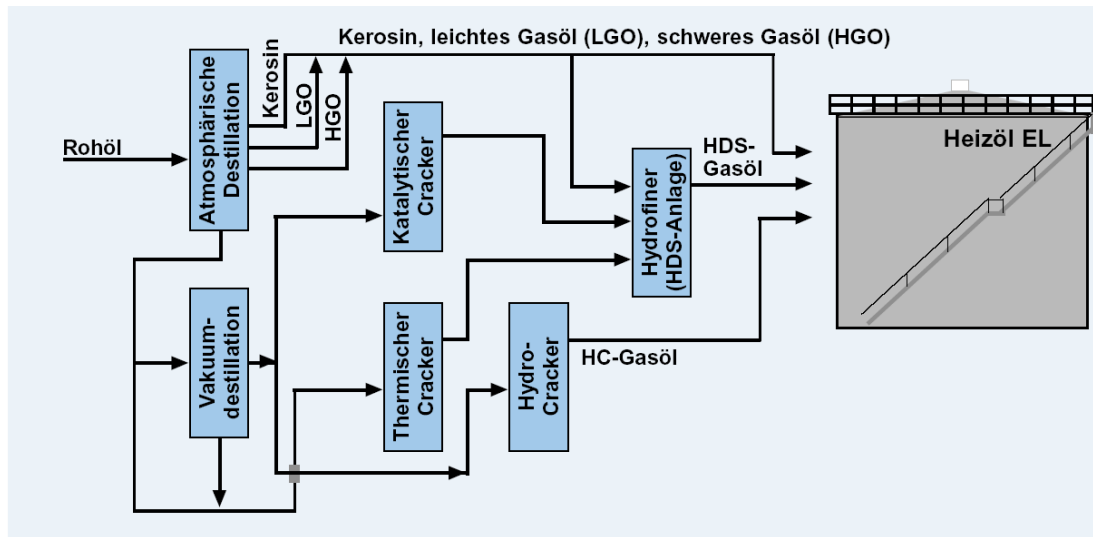 Kerosin, leichtes Gasöl (LGO), schweres Gasöl (HGO)
Rohöl
Atmosphärische
Destillation
Kerosin
LGO
HGO
Katalytischer
Cracker
Hydrofiner
(HDS-Anlage)
HDS-
Gasöl
Heizöl EL
Vakuum-
destillation
Thermischer
Cracker
Hydro-
Cracker
HC-Gasöl